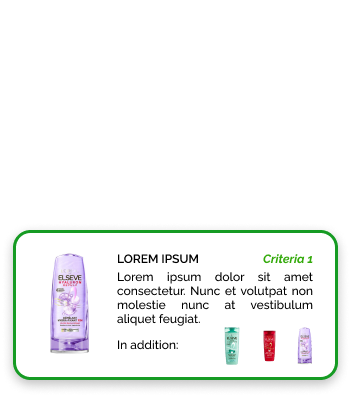 LOREM IPSUM Criteria 1
Lorem ipsum dolor sit amet
consectetur. Nunc et volutpat non
molestie nunc at vestibulum
aliquet feugiat.
In addition:
ELSEVE